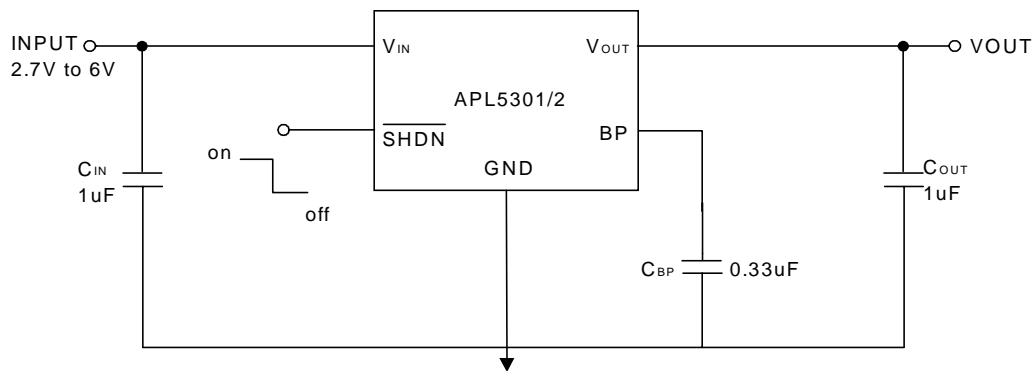 INPUT
2.7V to 6V
VIN
VOUT
VOUT
APL5301/2
SHDN
BP
on
off
GND
CIN
1uF
COUT
1uF
CBP
0.33uF